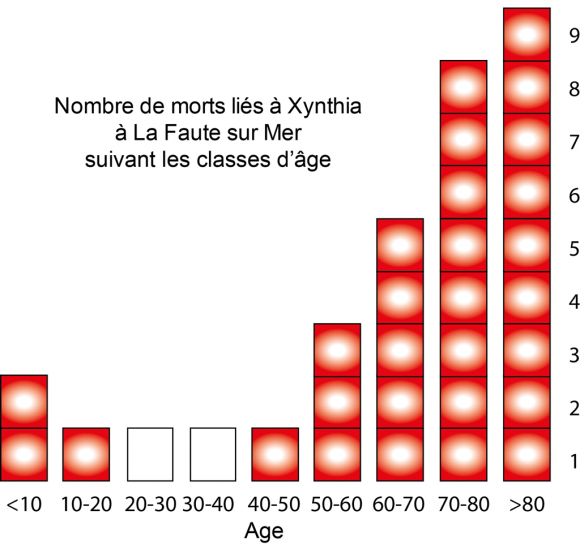 Nombre de morts liés à Xynthia
à La Faute sur Mer
suivant les classes d'âge
9
8
7
6
5
4
3
2
1
<10 10-20 20-30 30-40 40-50 50-60 60-70 70-80 >80
Age